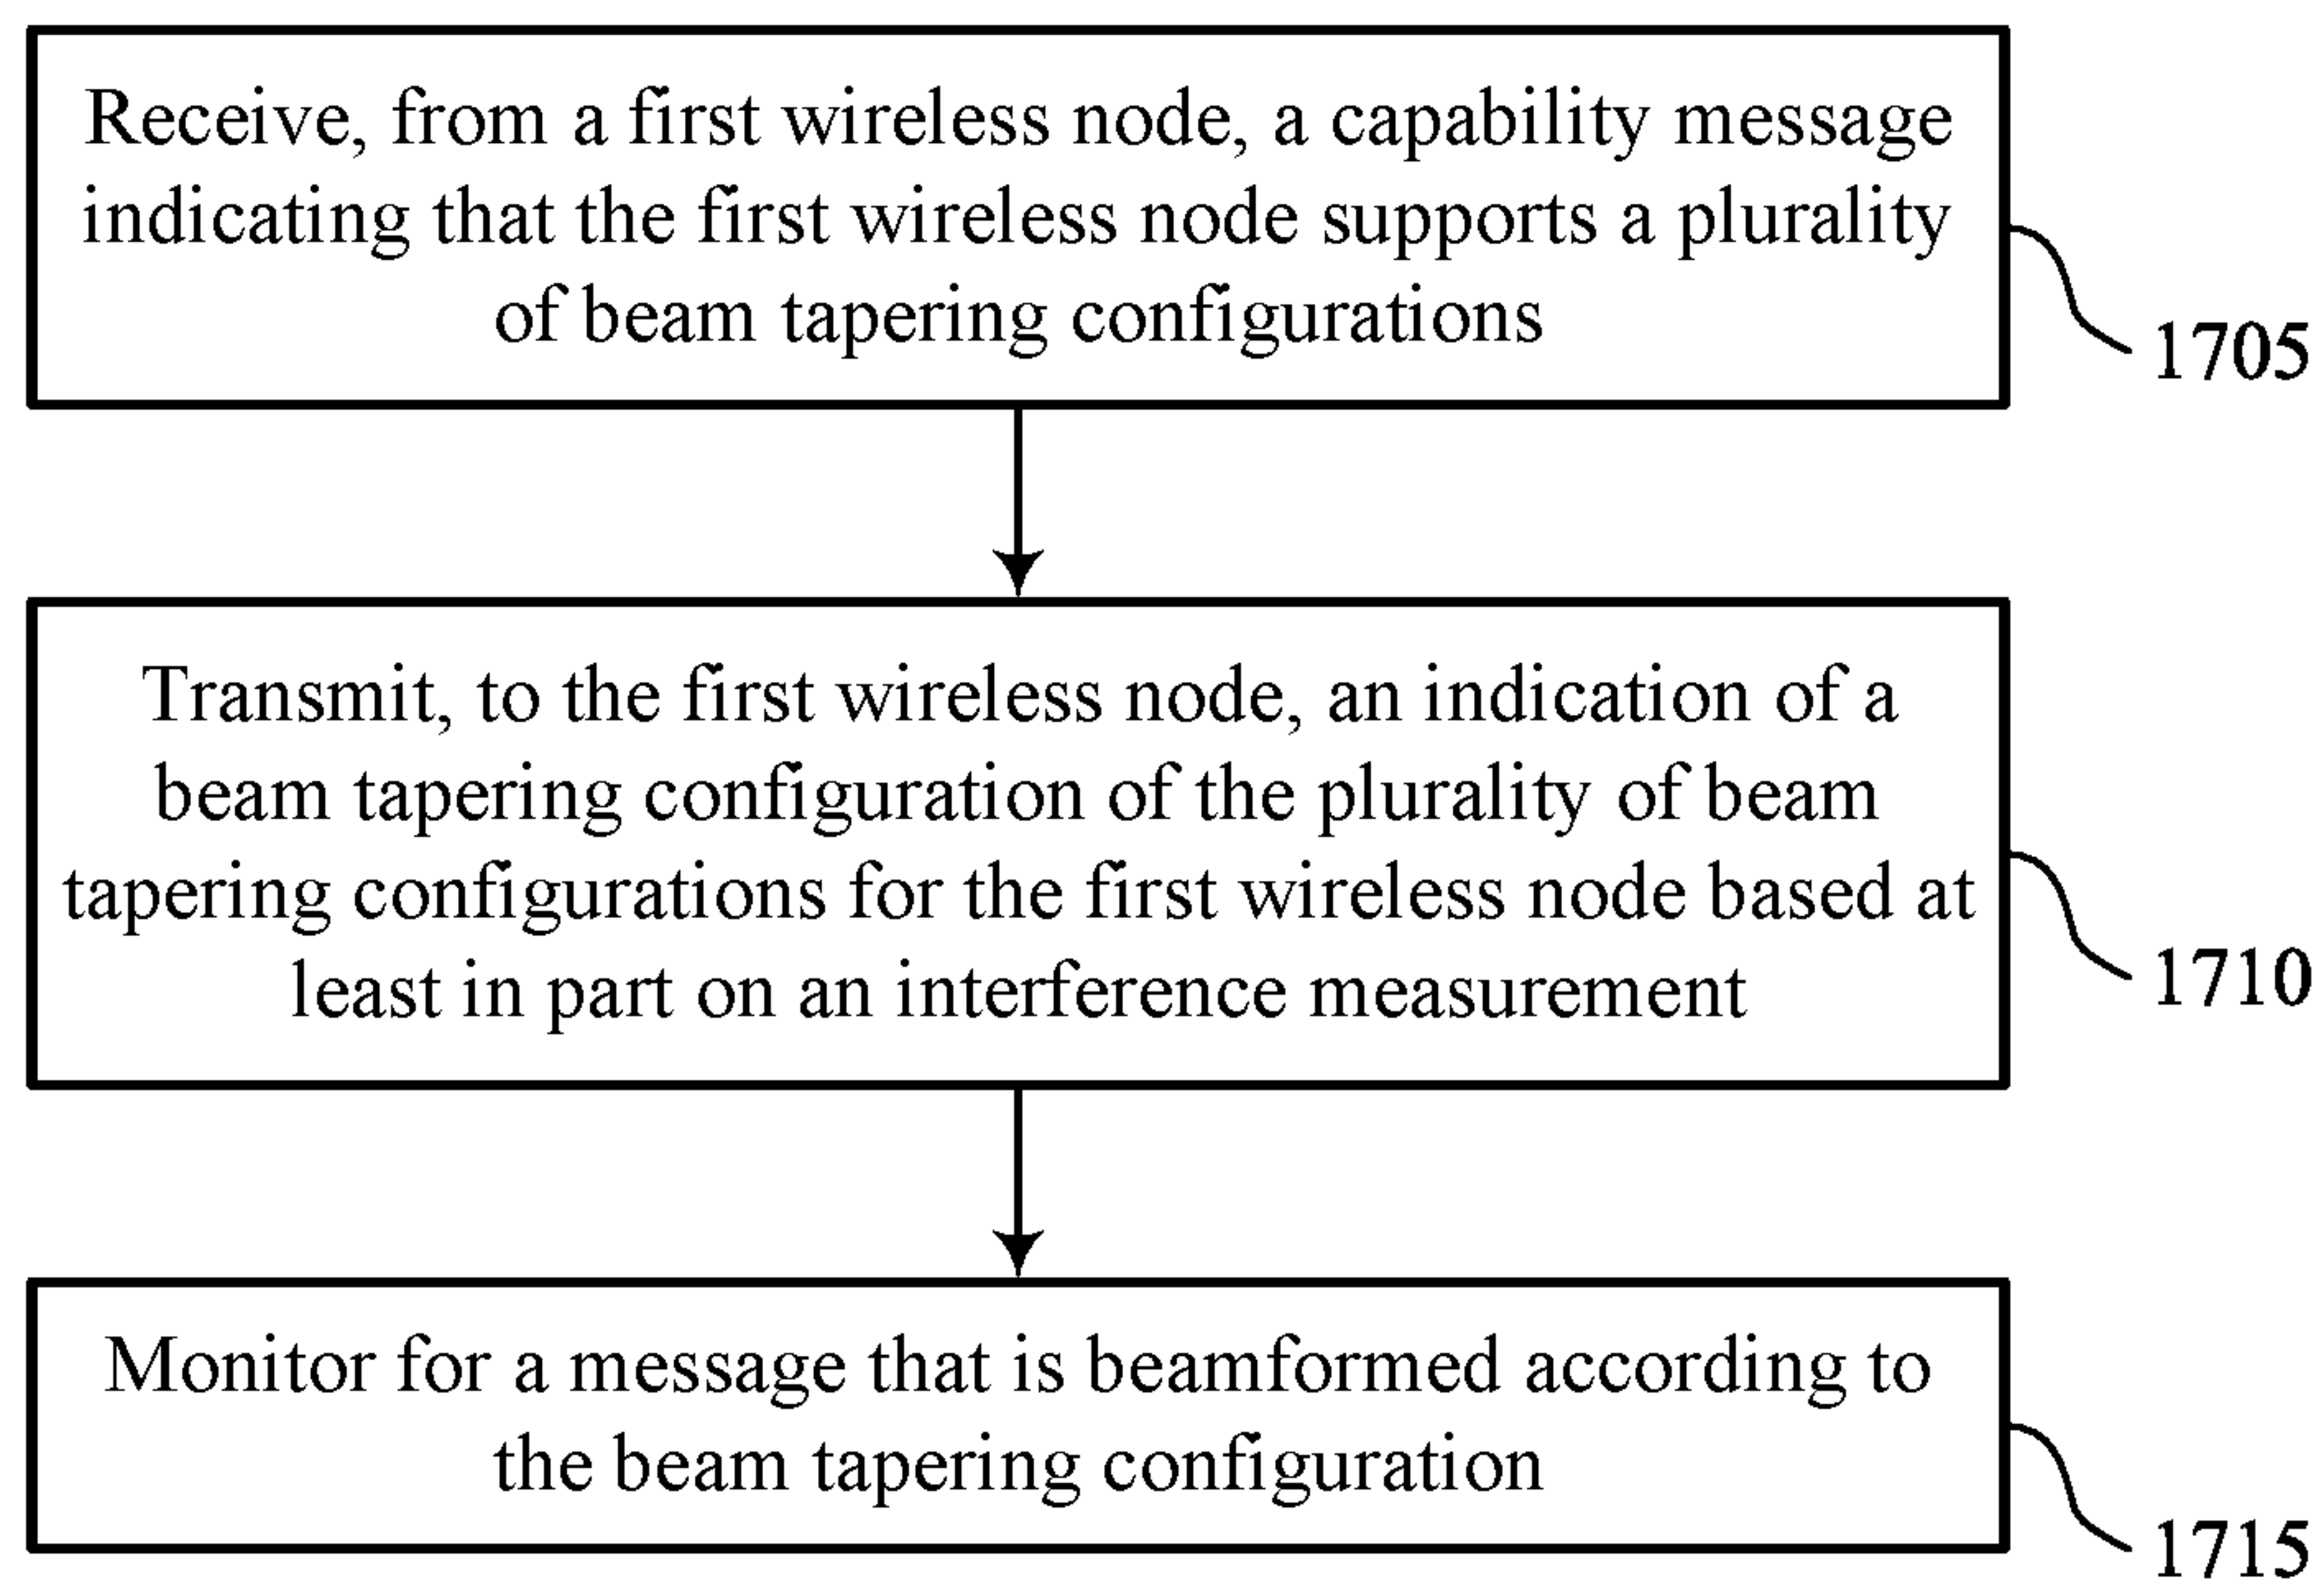 Receive, from a first wireless node, a capability message
indicating that the first wireless node supports a plurality
of beam tapering configurations
1705
Transmit, to the first wireless node, an indication of a
beam tapering configuration of the plurality of beam
tapering configurations for the first wireless node based at
least in part on an interference measurement
1710
Monitor for a message that is beamformed according to
the beam tapering configuration
1715